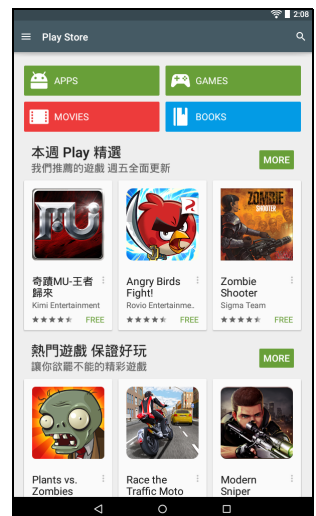 2:08
Play Store
APPS
GAMES
MOVIES
BOOKS
本週 Play 精選
我們推薦的遊戲 週五全面更新
MORE
MU
ZOMBIE
SHOOTER
奇蹟MU-王者
歸來
Kimi Entertainment
FREE
Angry Birds
Fight!
Rovio Entertainme..
FREE
Zombie
Shooter
Sigma Team
FREE
熱門遊戲 保證好玩
讓你欲罷不能的精彩遊戲
MORE
Plants vs.
Zombies
Race the
Traffic Moto
Modern
Sniper